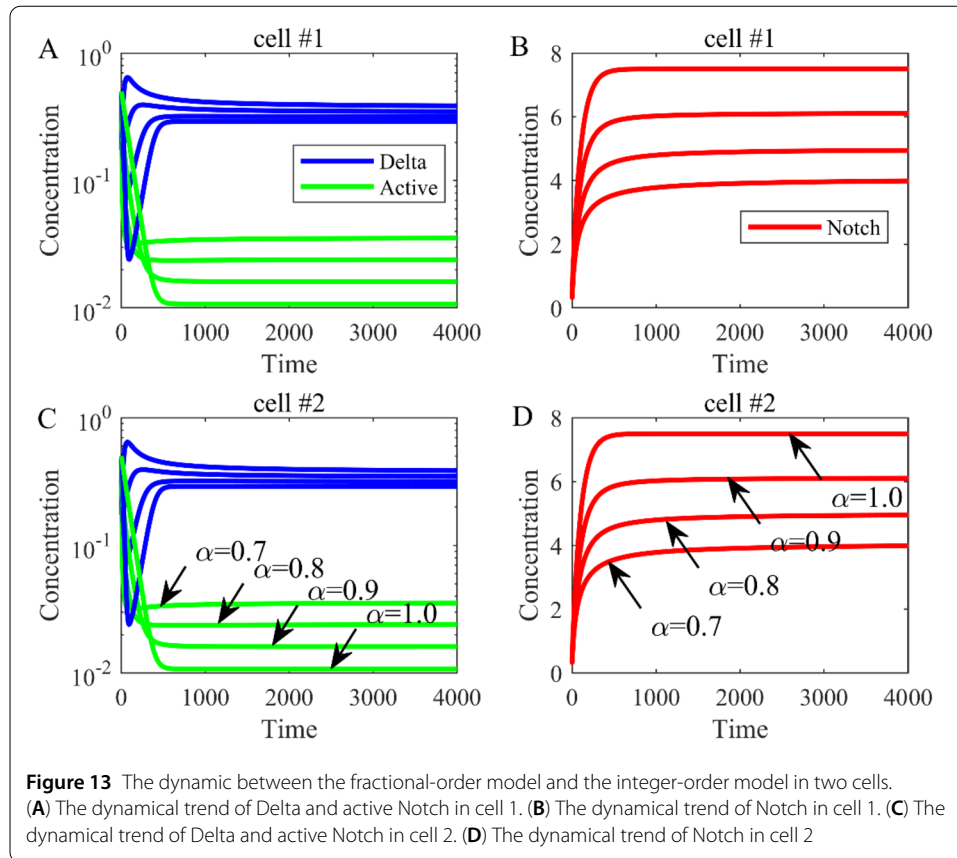 A
cell #1
10^0
10^-1
10^-2
Concentration
Delta
Active
0 1000 2000 3000 4000
Time
B
cell #1
8
6
4
2
0
Concentration
Notch
0 1000 2000 3000 4000
Time
C
cell #2
10^0
10^-1
10^-2
Concentration
α=0.7
α=0.8
α=0.9
α=1.0
0 1000 2000 3000 4000
Time
D
cell #2
8
6
4
2
0
Concentration
α=1.0
α=0.9
α=0.8
α=0.7
0 1000 2000 3000 4000
Time
Figure 13 The dynamic between the fractional-order model and the integer-order model in two cells.
(A) The dynamical trend of Delta and active Notch in cell 1. (B) The dynamical trend of Notch in cell 1. (C) The
dynamical trend of Delta and active Notch in cell 2. (D) The dynamical trend of Notch in cell 2